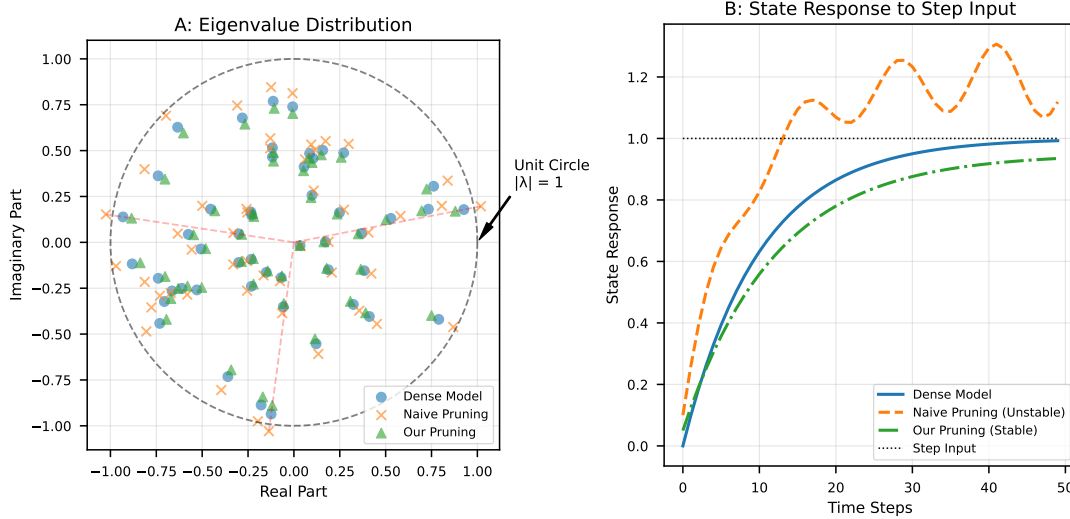 A: Eigenvalue Distribution
1.00
0.75
0.50
0.25
0.00
−0.25
−0.50
−0.75
−1.00
Imaginary Part
−1.00
−0.75
−0.50
−0.25
0.00
0.25
0.50
0.75
1.00
Real Part
Dense Model
Naive Pruning
Our Pruning
Unit Circle
|λ| = 1
B: State Response to Step Input
1.2
1.0
0.8
0.6
0.4
0.2
0.0
State Response
0
10
20
30
40
50
Time Steps
Dense Model
Naive Pruning (Unstable)
Our Pruning (Stable)
Step Input